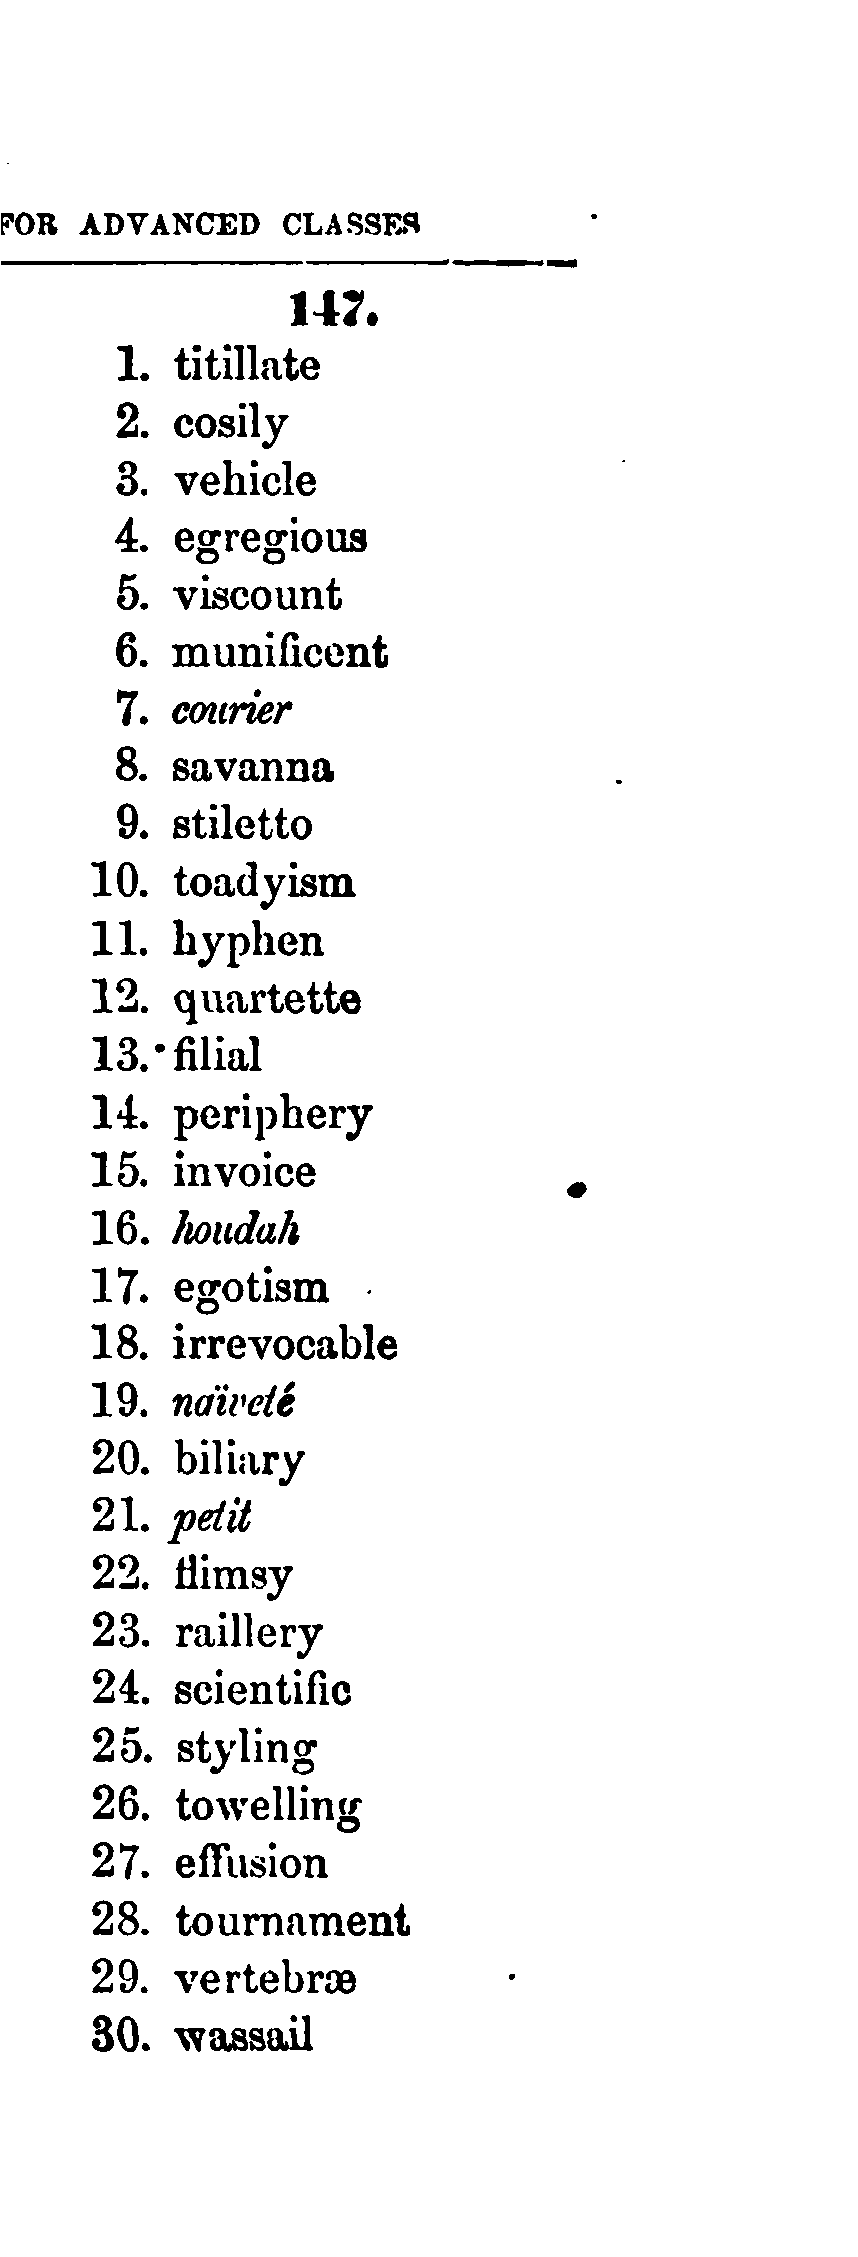 FOR ADVANCED CLASSES
147.
1. titillate
2. cosily
3. vehicle
4. egregious
5. viscount
6. munificent
7. courier
8. savanna
9. stiletto
10. toadyism
11. hyphen
12. quartette
13. filial
14. periphery
15. invoice
16. houdah
17. egotism
18. irrevocable
19. naïveté
20. biliary
21. petit
22. flimsy
23. raillery
24. scientific
25. styling
26. towelling
27. effusion
28. tournament
29. vertebræ
30. wassail